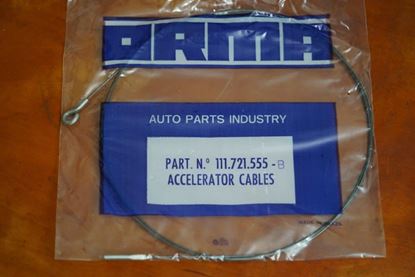 ORMA
AUTO PARTS INDUSTRY
PART. N.º 111.721.555 - B
ACCELERATOR CABLES